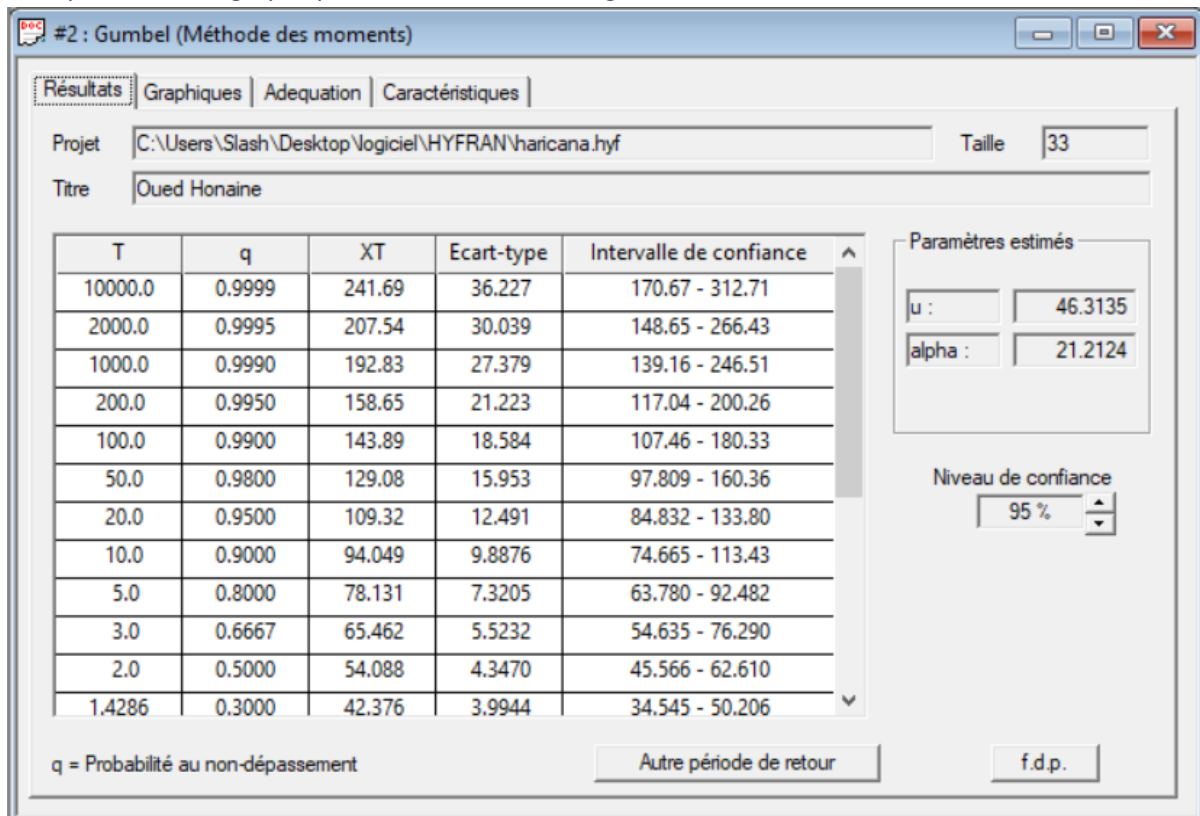 #2 : Gumbel (Méthode des moments)
Résultats Graphiques Adequation Caractéristiques
Projet C:\Users\Slash\Desktop\logiciel\HYFRAN\haricana.hyf Taille 33
Titre Oued Honaine
T q XT Ecart-type Intervalle de confiance
10000.0 0.9999 241.69 36.227 170.67 - 312.71
2000.0 0.9995 207.54 30.039 148.65 - 266.43
1000.0 0.9990 192.83 27.379 139.16 - 246.51
200.0 0.9950 158.65 21.223 117.04 - 200.26
100.0 0.9900 143.89 18.584 107.46 - 180.33
50.0 0.9800 129.08 15.953 97.809 - 160.36
20.0 0.9500 109.32 12.491 84.832 - 133.80
10.0 0.9000 94.049 9.8876 74.665 - 113.43
5.0 0.8000 78.131 7.3205 63.780 - 92.482
3.0 0.6667 65.462 5.5232 54.635 - 76.290
2.0 0.5000 54.088 4.3470 45.566 - 62.610
1.4286 0.3000 42.376 3.9944 34.545 - 50.206
Paramètres estimés
u : 46.3135
alpha : 21.2124
Niveau de confiance
95 %
q = Probabilité au non-dépassement
Autre période de retour
f.d.p.